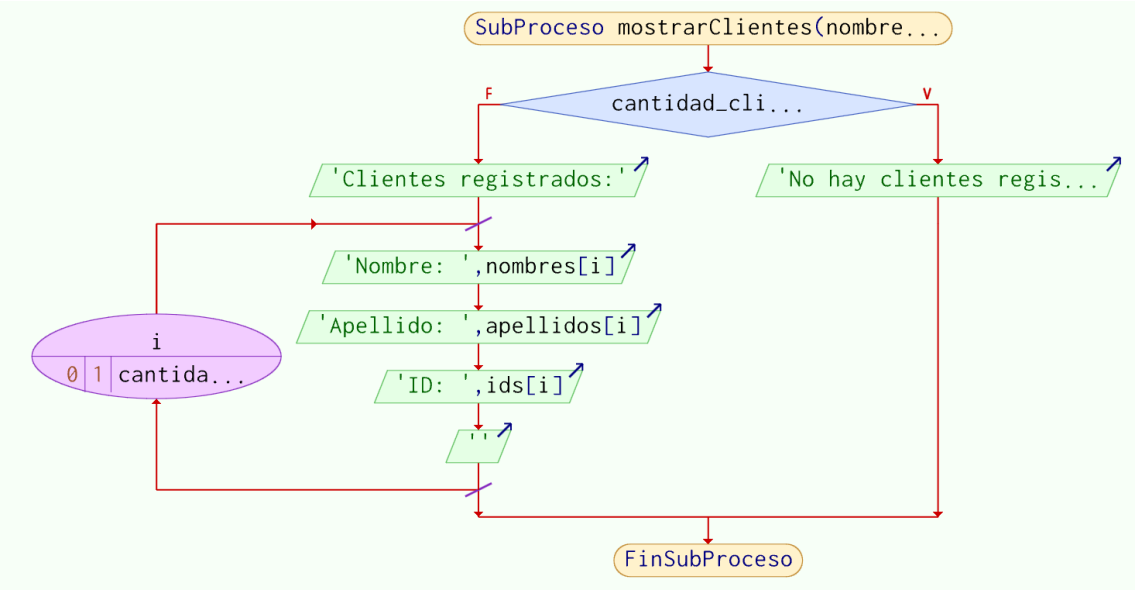 SubProceso mostrarClientes(nombre...
cantidad_cli...
F
V
'Clientes registrados:'
'No hay clientes regis...
'Nombre: ',nombres[i]
'Apellido: ',apellidos[i]
i
0 1 cantida...
'ID: ',ids[i]
''
FinSubProceso